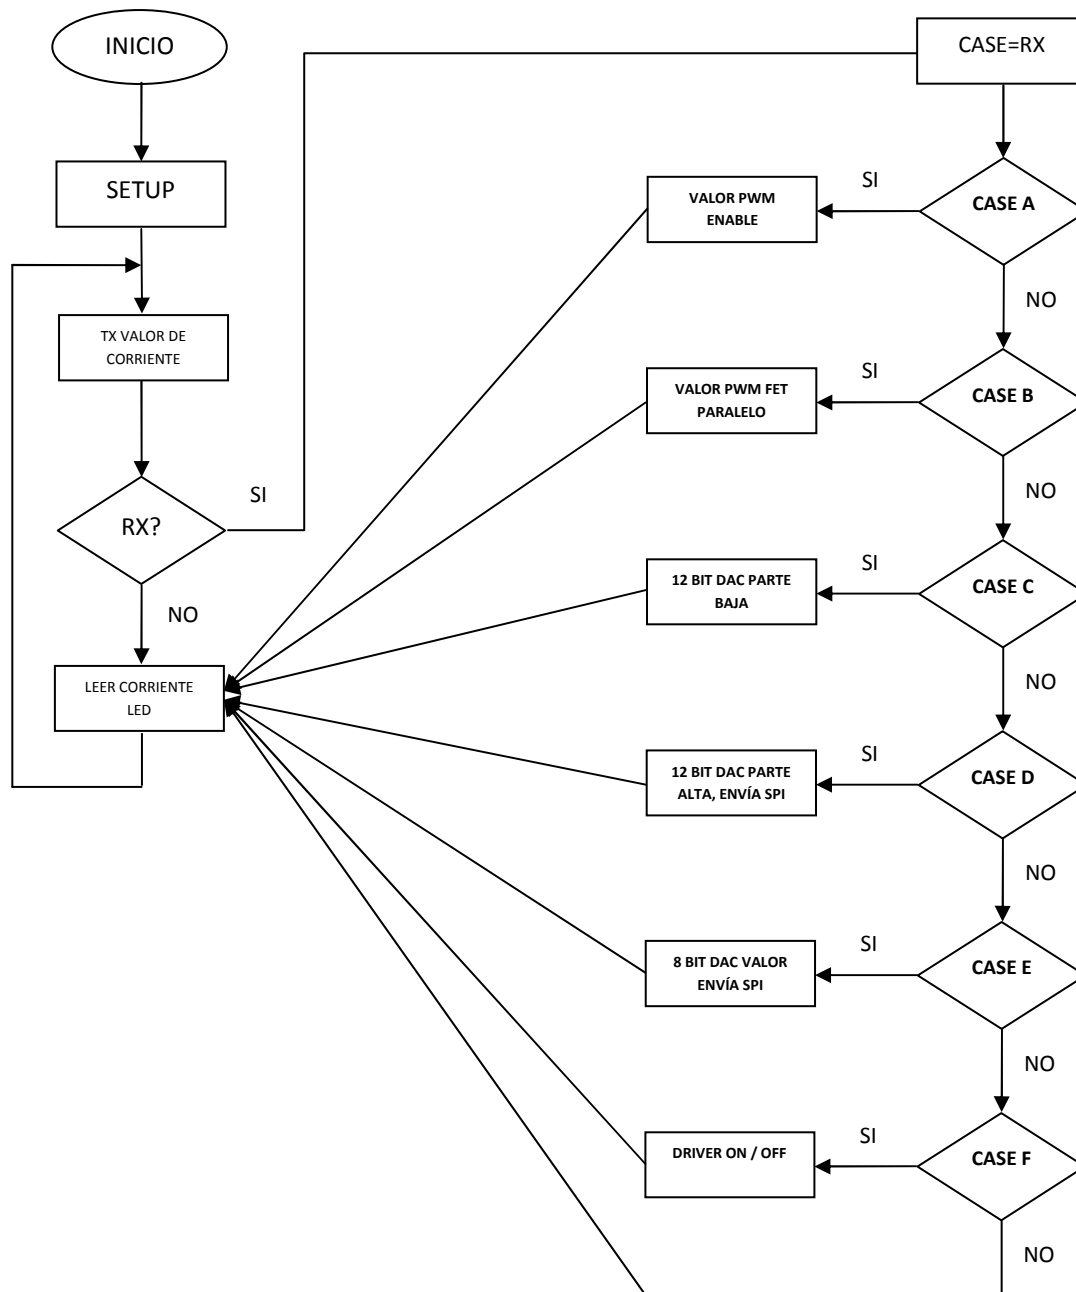 INICIO
CASE=RX
SETUP
SI
VALOR PWM
ENABLE
CASE A
NO
TX VALOR DE
CORRIENTE
SI
VALOR PWM FET
PARALELO
CASE B
NO
RX?
SI
NO
SI
12 BIT DAC PARTE
BAJA
CASE C
NO
LEER CORRIENTE
LED
SI
12 BIT DAC PARTE
ALTA, ENVÍA SPI
CASE D
NO
SI
8 BIT DAC VALOR
ENVÍA SPI
CASE E
NO
SI
DRIVER ON / OFF
CASE F
NO